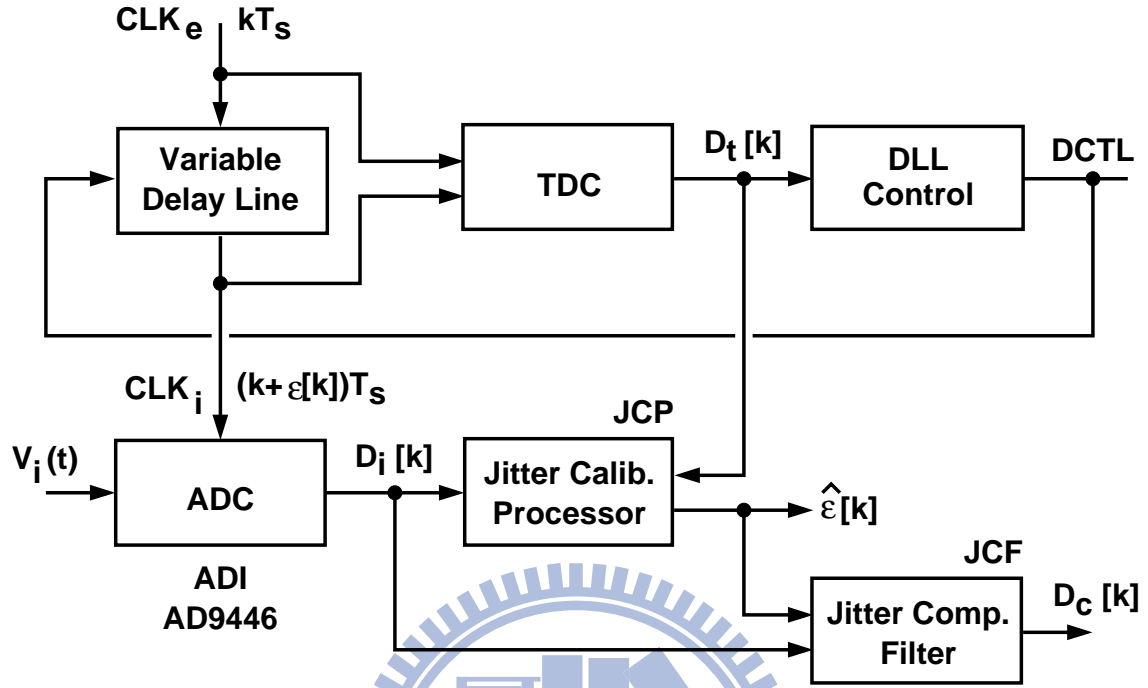 CLKe kTs
Variable
Delay Line
TDC
Dt [k]
DLL
Control
DCTL
CLKi (k+ε[k])Ts
Vi (t)
ADC
Di [k]
JCP
Jitter Calib.
Processor
ε̂[k]
ADI
AD9446
JCF
Jitter Comp.
Filter
Dc [k]